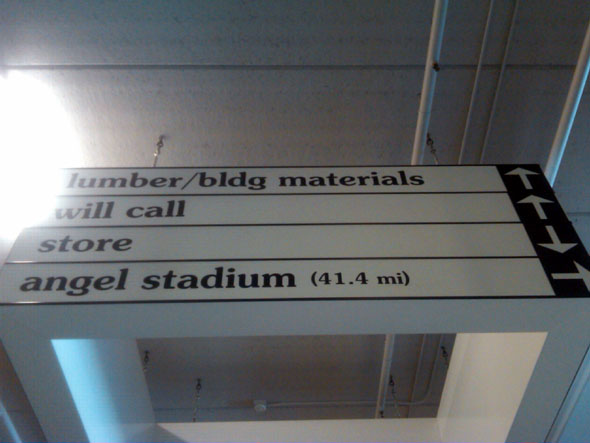 lumber/bldg materials
will call
store
angel stadium (41.4 mi)